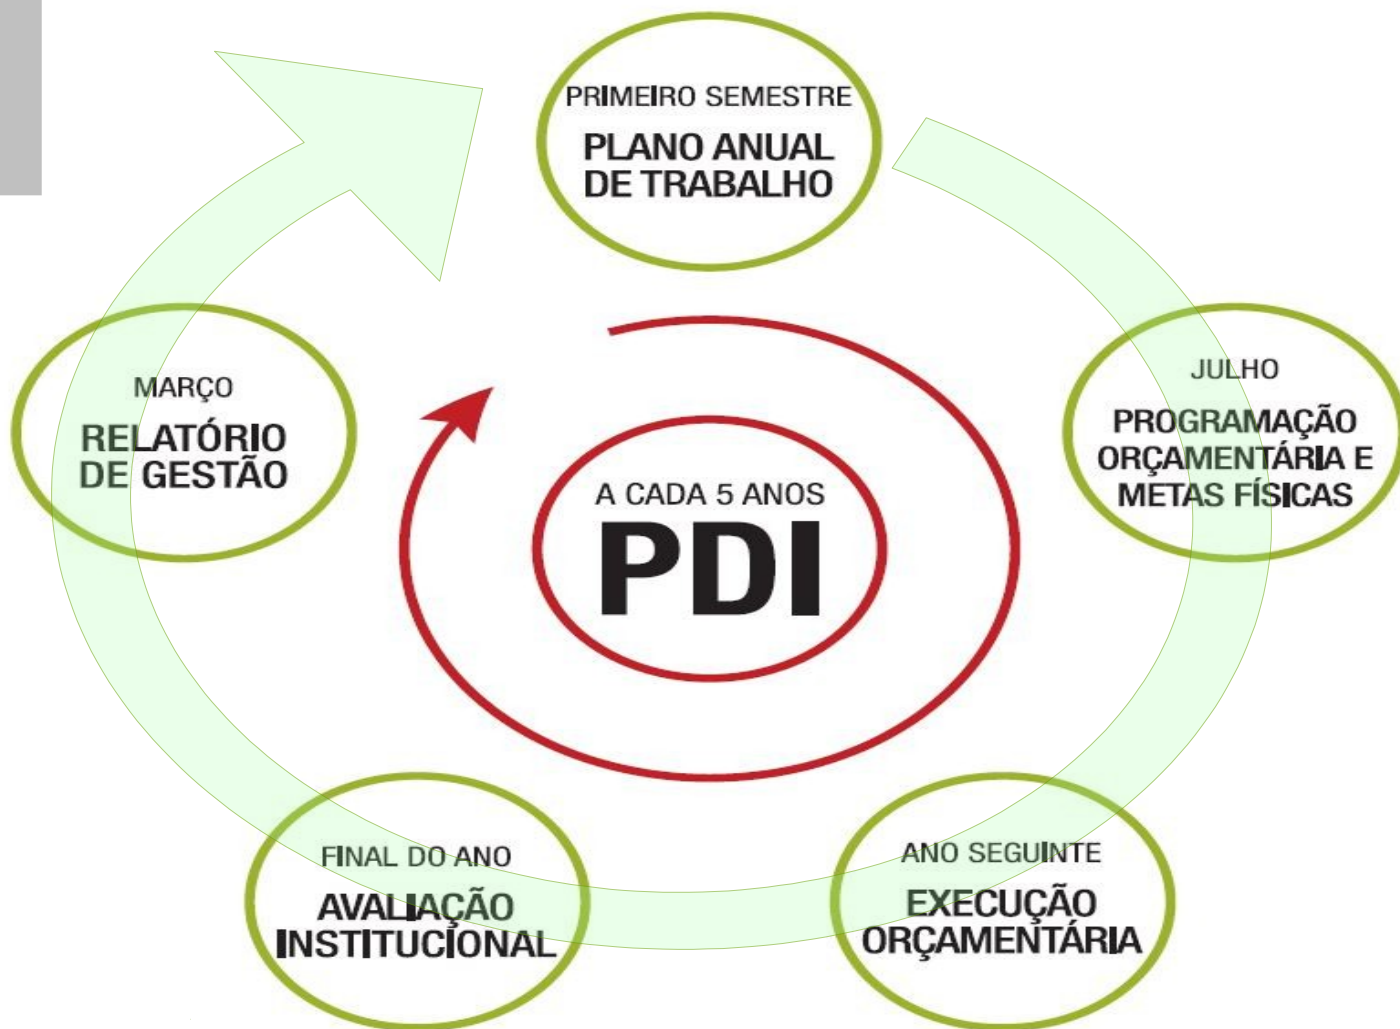 PRIMEIRO SEMESTRE
PLANO ANUAL
DE TRABALHO
JULHO
PROGRAMAÇÃO
ORÇAMENTÁRIA E
METAS FÍSICAS
ANO SEGUINTE
EXECUÇÃO
ORÇAMENTÁRIA
FINAL DO ANO
AVALIAÇÃO
INSTITUCIONAL
MARÇO
RELATÓRIO
DE GESTÃO
A CADA 5 ANOS
PDI